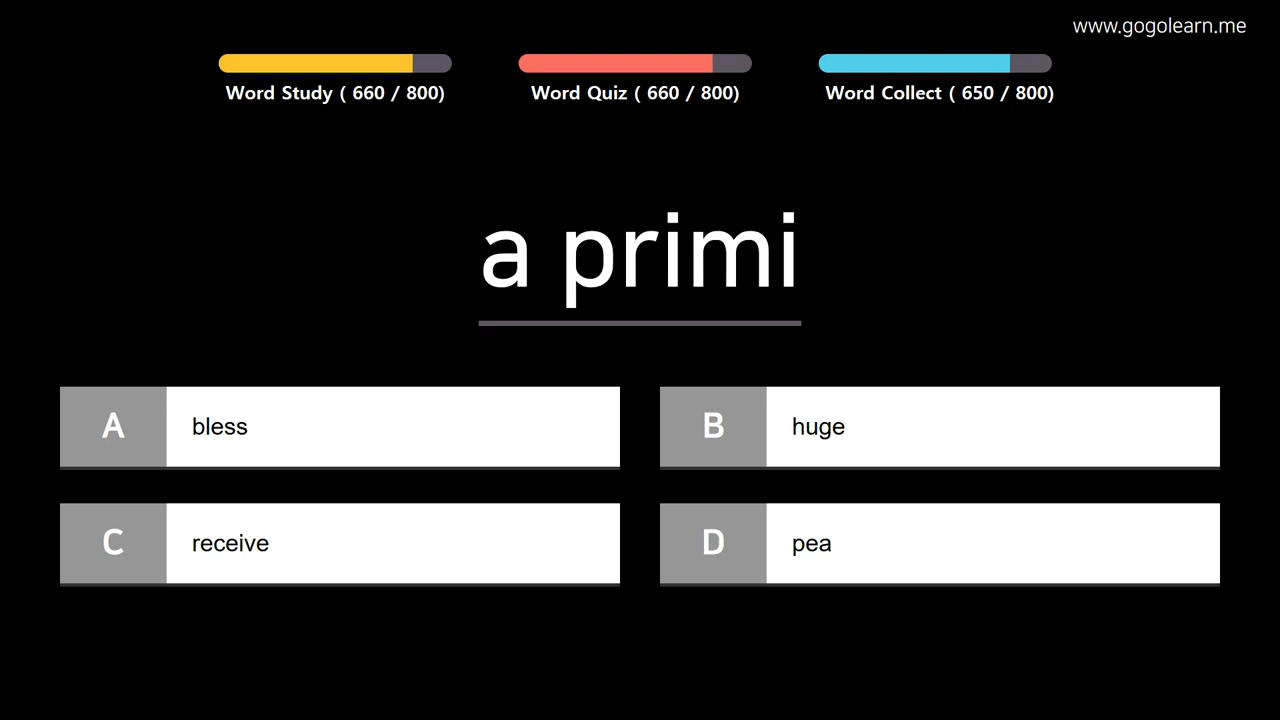 www.gogolearn.me
Word Study ( 660 / 800)
Word Quiz ( 660 / 800)
Word Collect ( 650 / 800)
a primi
A bless
B huge
C receive
D pea